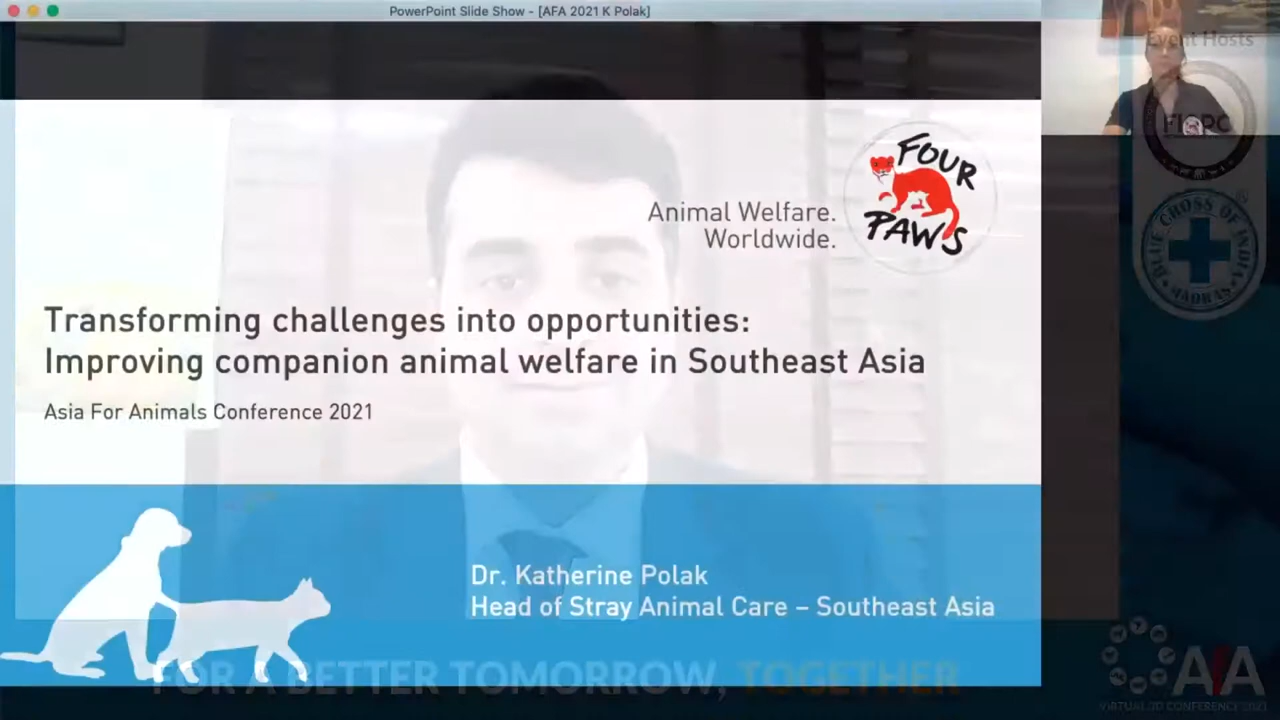 PowerPoint Slide Show - [AFA 2021 K Polak]
Event Hosts
FOUR
PAWS
Animal Welfare.
Worldwide.
BLUE CROSS OF INDIA
MADRAS
Transforming challenges into opportunities:
Improving companion animal welfare in Southeast Asia
Asia For Animals Conference 2021
Dr. Katherine Polak
Head of Stray Animal Care – Southeast Asia
FOR A BETTER TOMORROW, TOGETHER
AfA
VIRTUAL 3D CONFERENCE 2021